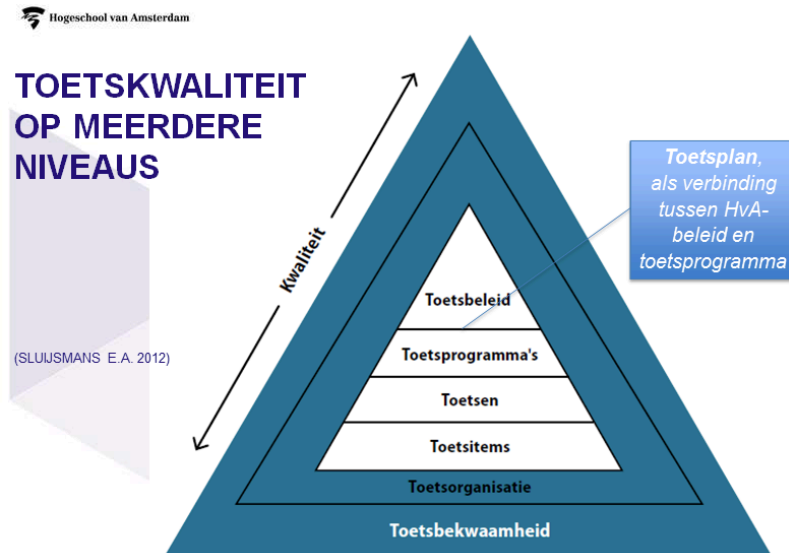 Hogeschool van Amsterdam
TOETSKWALITEIT
OP MEERDERE
NIVEAUS
(SLUIJSMANS E.A. 2012)
Kwaliteit
Toetsbeleid
Toetsprogramma's
Toetsen
Toetsitems
Toetsorganisatie
Toetsbekwaamheid
Toetsplan,
als verbinding
tussen HvA-
beleid en
toetsprogramma